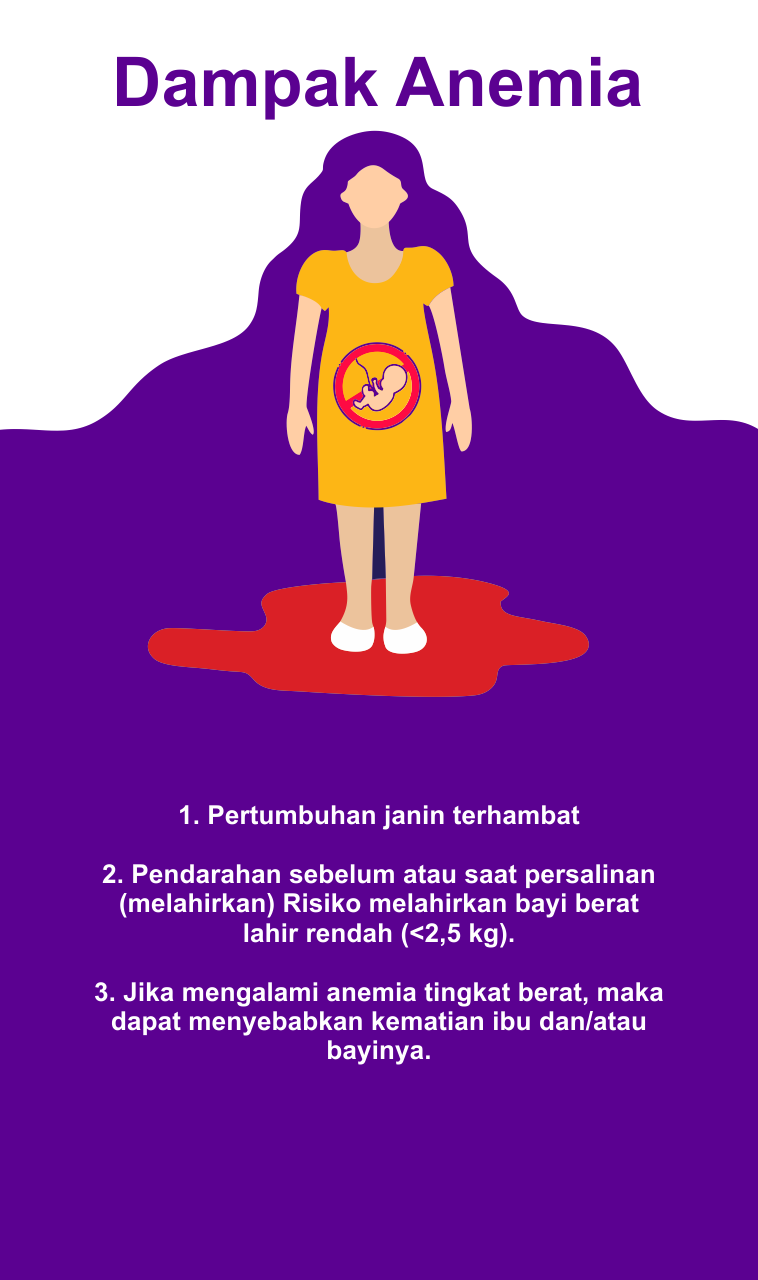 Dampak Anemia
1. Pertumbuhan janin terhambat
2. Pendarahan sebelum atau saat persalinan
(melahirkan) Risiko melahirkan bayi berat
lahir rendah (<2,5 kg).
3. Jika mengalami anemia tingkat berat, maka
dapat menyebabkan kematian ibu dan/atau
bayinya.